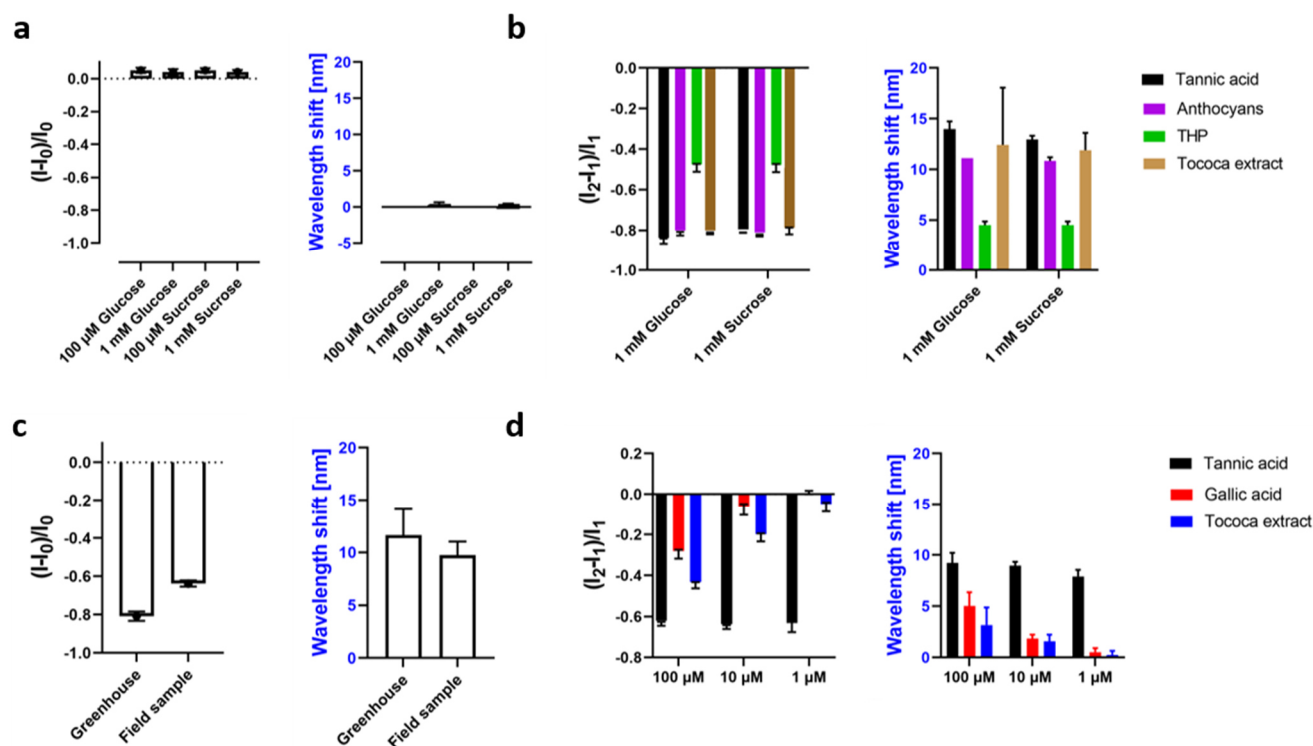 a
(I-I0)/I0
0.0
-0.2
-0.4
-0.6
-0.8
-1.0
100 µM Glucose
1 mM Glucose
100 µM Sucrose
1 mM Sucrose
Wavelength shift [nm]
20
15
10
5
0
-5
100 µM Glucose
1 mM Glucose
100 µM Sucrose
1 mM Sucrose
b
(I2-I1)/I1
0.0
-0.2
-0.4
-0.6
-0.8
-1.0
1 mM Glucose
1 mM Sucrose
Wavelength shift [nm]
20
15
10
5
0
1 mM Glucose
1 mM Sucrose
Tannic acid
Anthocyans
THP
Tococa extract
c
(I-I0)/I0
0.0
-0.2
-0.4
-0.6
-0.8
-1.0
Greenhouse
Field sample
Wavelength shift [nm]
20
15
10
5
0
Greenhouse
Field sample
d
(I2-I1)/I1
0.2
0.0
-0.2
-0.4
-0.6
-0.8
100 µM 10 µM 1 µM
Wavelength shift [nm]
20
15
10
5
0
100 µM 10 µM 1 µM
Tannic acid
Gallic acid
Tococa extract